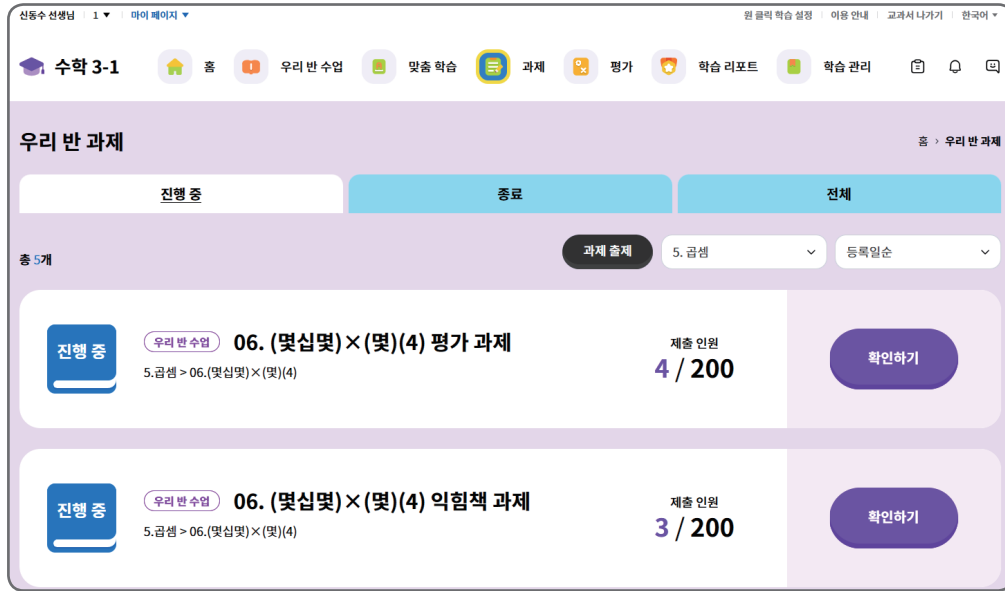 신동수 선생님 1 ▼ 마이 페이지 ▼ 원 클릭 학습 설정 이용 안내 교과서 나가기 한국어 ▼
수학 3-1 홈 우리 반 수업 맞춤 학습 과제 평가 학습 리포트 학습 관리
우리 반 과제 홈 > 우리 반 과제
진행 중 종료 전체
총 5개 과제 출제 5. 곱셈 등록일순
진행 중 우리 반 수업 06. (몇십몇)×(몇)(4) 평가 과제 제출 인원 확인하기
5.곱셈 > 06.(몇십몇)×(몇)(4) 4 / 200
진행 중 우리 반 수업 06. (몇십몇)×(몇)(4) 익힘책 과제 제출 인원 확인하기
5.곱셈 > 06.(몇십몇)×(몇)(4) 3 / 200